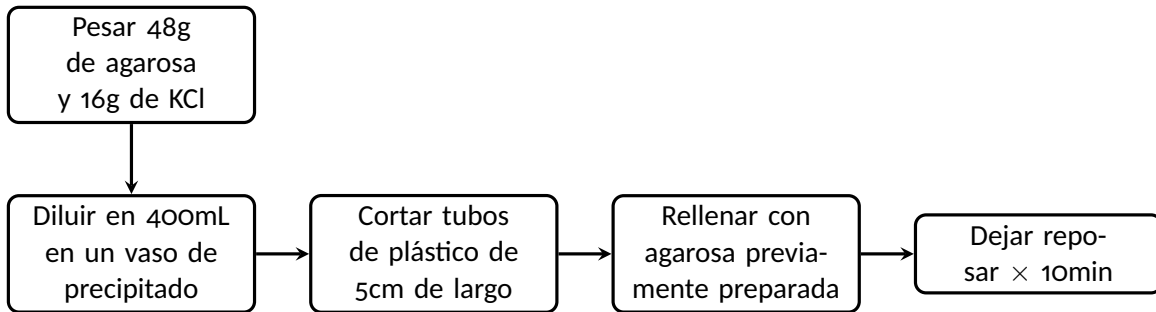 Pesar 48g
de agarosa
y 16g de KCl
Diluir en 400mL
en un vaso de
precipitado
Cortar tubos
de plástico de
5cm de largo
Rellenar con
agarosa previa-
mente preparada
Dejar repo-
sar × 10min